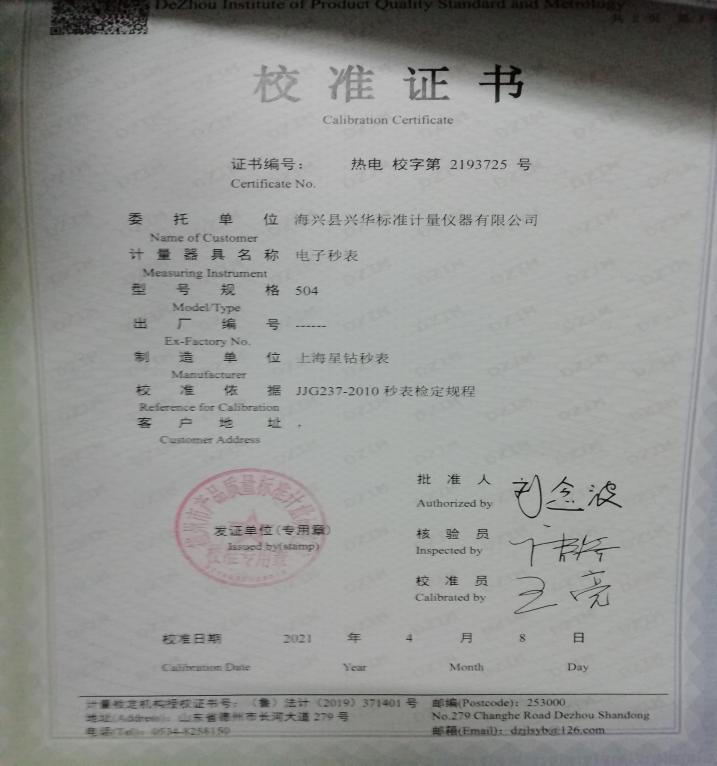 DeZhou Institute of Product Quality Standard and Metrology
校准证书
Calibration Certificate
证书编号： 热电 校字第 2193725 号
Certificate No.
委托单位 海兴县兴华标准计量仪器有限公司
Name of Customer
计量器具名称 电子秒表
Measuring Instrument
型号规格 504
Model/Type
出厂编号 ------
Ex-Factory No.
制造单位 上海星钻秒表
Manufacturer
校准依据 JJG237-2010 秒表检定规程
Reference for Calibration
客户地址 .
Customer Address
批准人
Authorized by
发证单位(专用章)
Issued by(stamp)
核验员
Inspected by
校准员 王亮
Calibrated by
校准日期 2021 年 4 月 8 日
Calibration Date Year Month Day
计量检定机构授权证书号：（鲁）法计（2019）371401 号 邮编(Postcode): 253000
地址(Address): 山东省德州市长河大道 279 号 No.279 Changhe Road Dezhou Shandong
电话(Tel): 0534-8258150 邮箱(Email): dzjlsyb@126.com